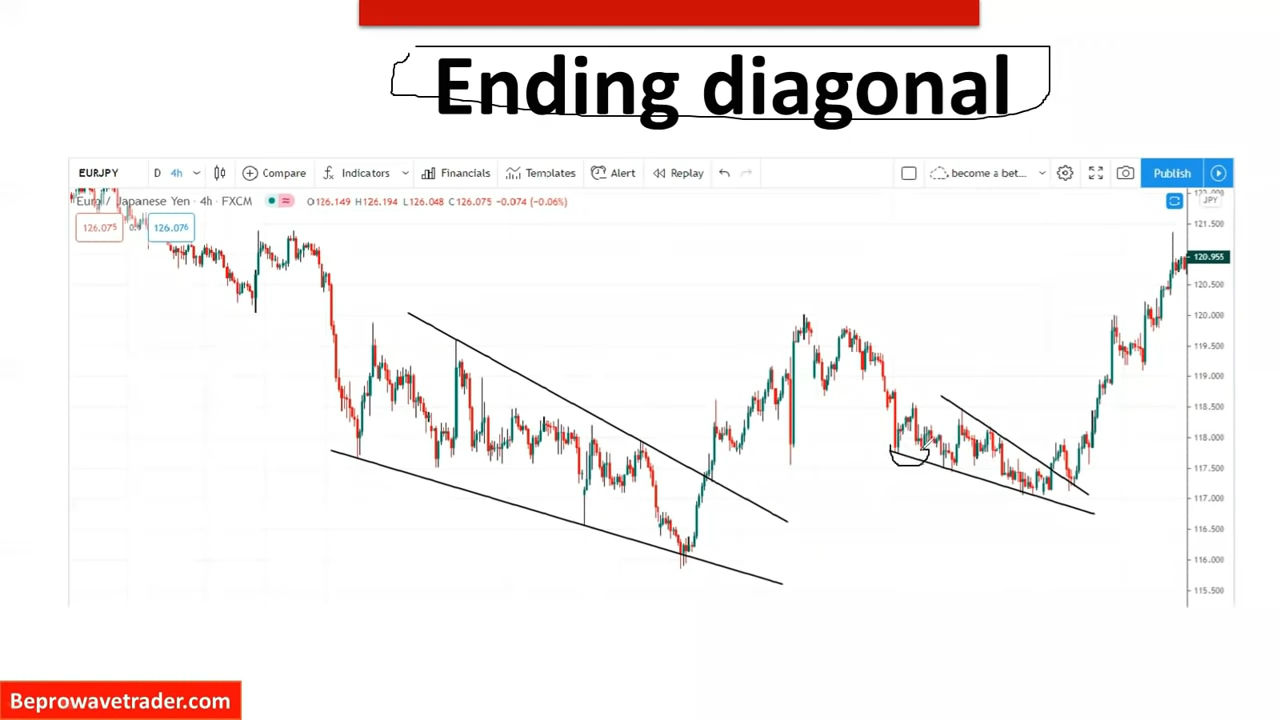 Ending diagonal
EURJPY D 4h Compare Indicators Financials Templates Alert Replay become a bet... Publish
Euro / Japanese Yen · 4h · FXCM O126.149 H126.194 L126.048 C126.075 −0.074 (−0.06%)
JPY
126.075 126.076
121.500
120.955
120.500
120.000
119.500
119.000
118.500
118.000
117.500
117.000
116.500
116.000
115.500
Beprowavetrader.com